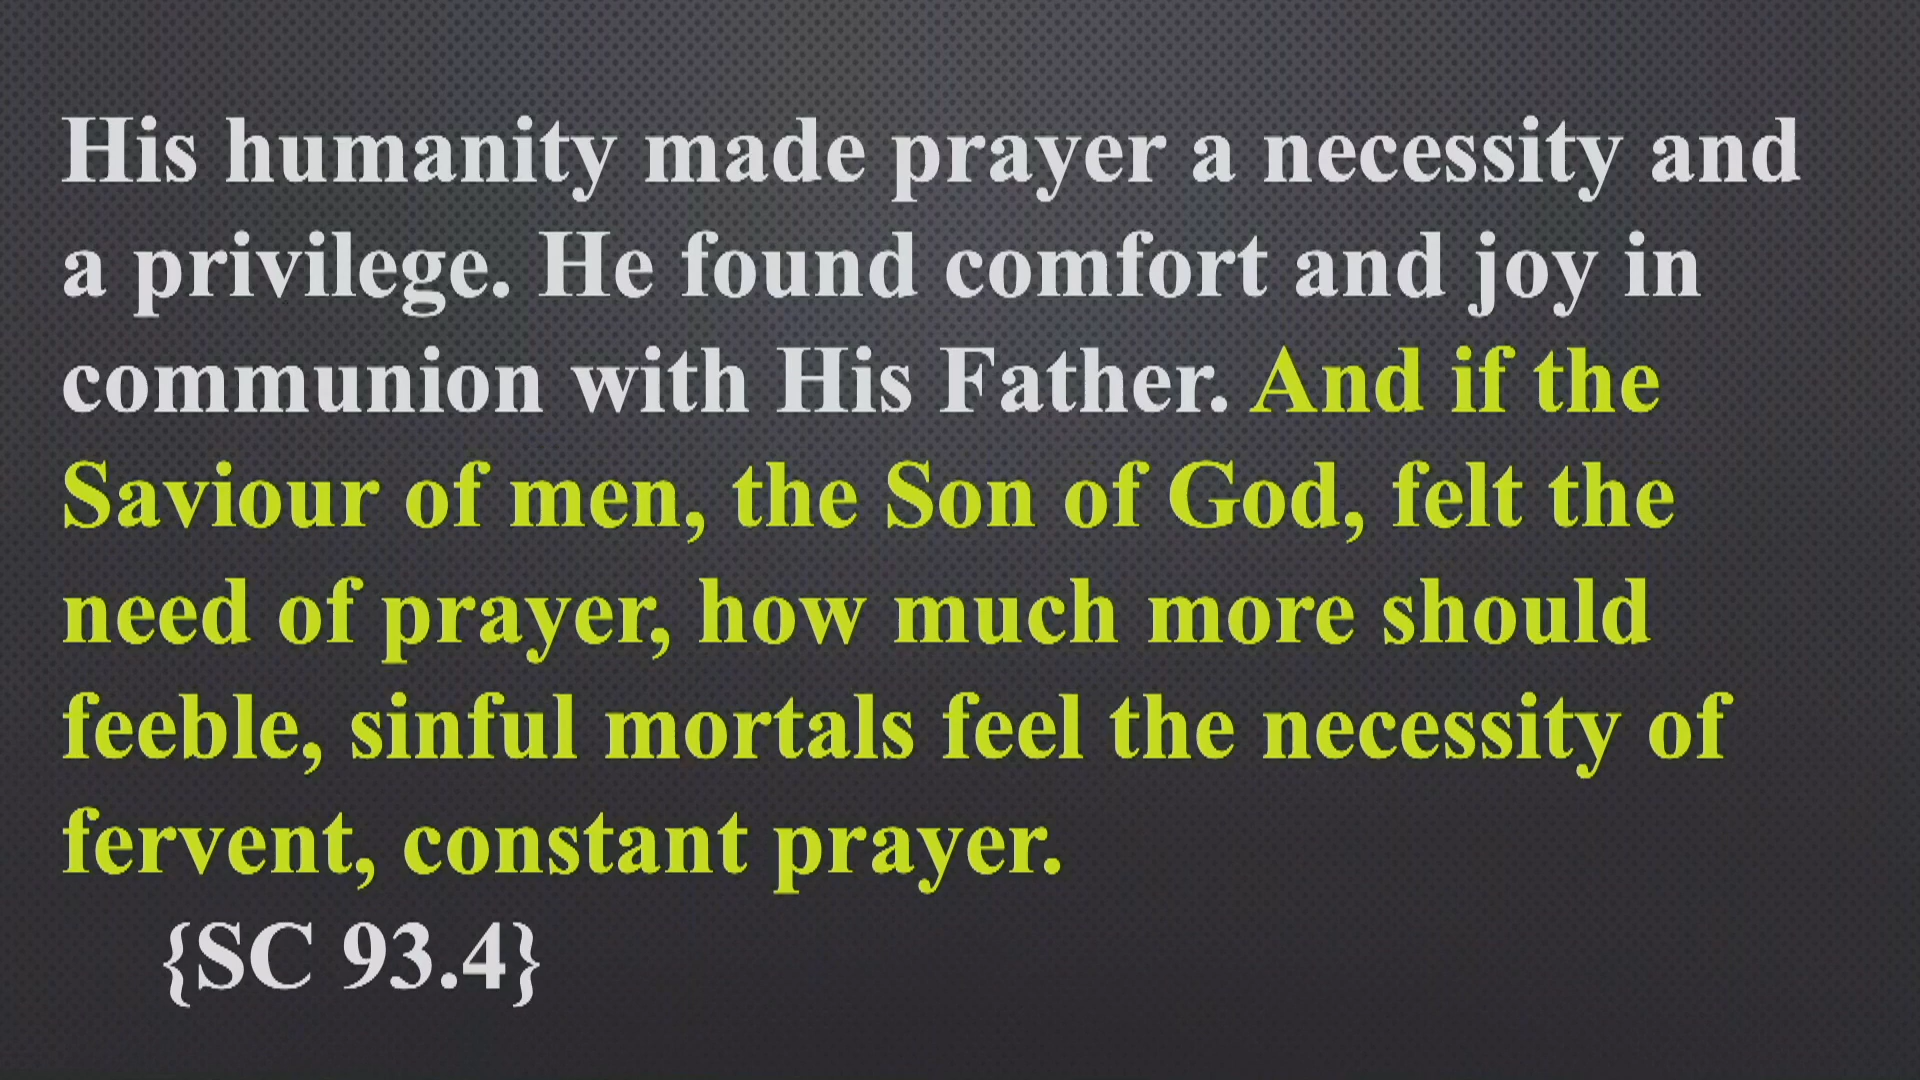 His humanity made prayer a necessity and
a privilege. He found comfort and joy in
communion with His Father. And if the
Saviour of men, the Son of God, felt the
need of prayer, how much more should
feeble, sinful mortals feel the necessity of
fervent, constant prayer.
{SC 93.4}